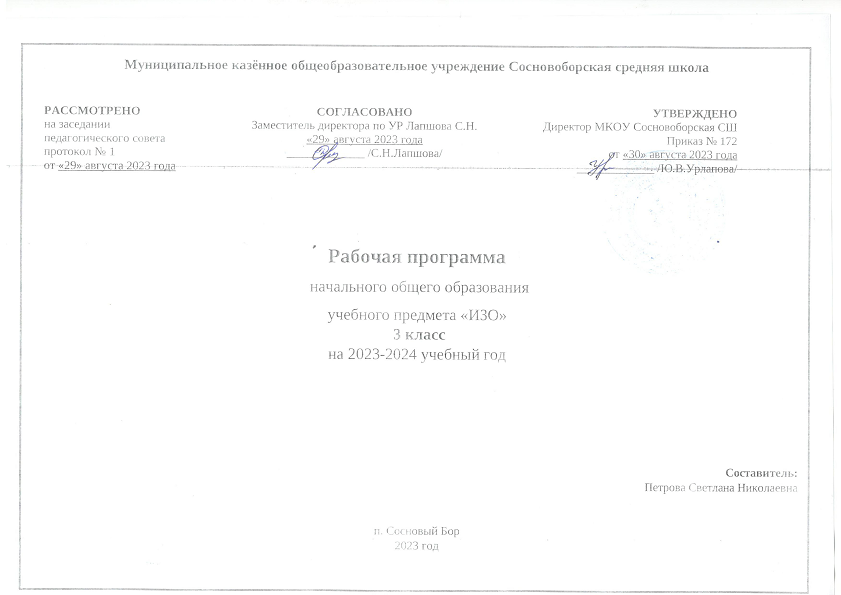 Муниципальное казённое общеобразовательное учреждение Сосновоборская средняя школа
РАССМОТРЕНО
на заседании
педагогического совета
протокол № 1
от «29» августа 2023 года
СОГЛАСОВАНО
Заместитель директора по УР Лапшова С.Н.
«29» августа 2023 года
/С.Н.Лапшова/
УТВЕРЖДЕНО
Директор МКОУ Сосновоборская СШ
Приказ № 172
от «30» августа 2023 года
/Ю.В.Урлапова/
Рабочая программа
начального общего образования
учебного предмета «ИЗО»
3 класс
на 2023-2024 учебный год
Составитель:
Петрова Светлана Николаевна
п. Сосновый Бор
2023 год